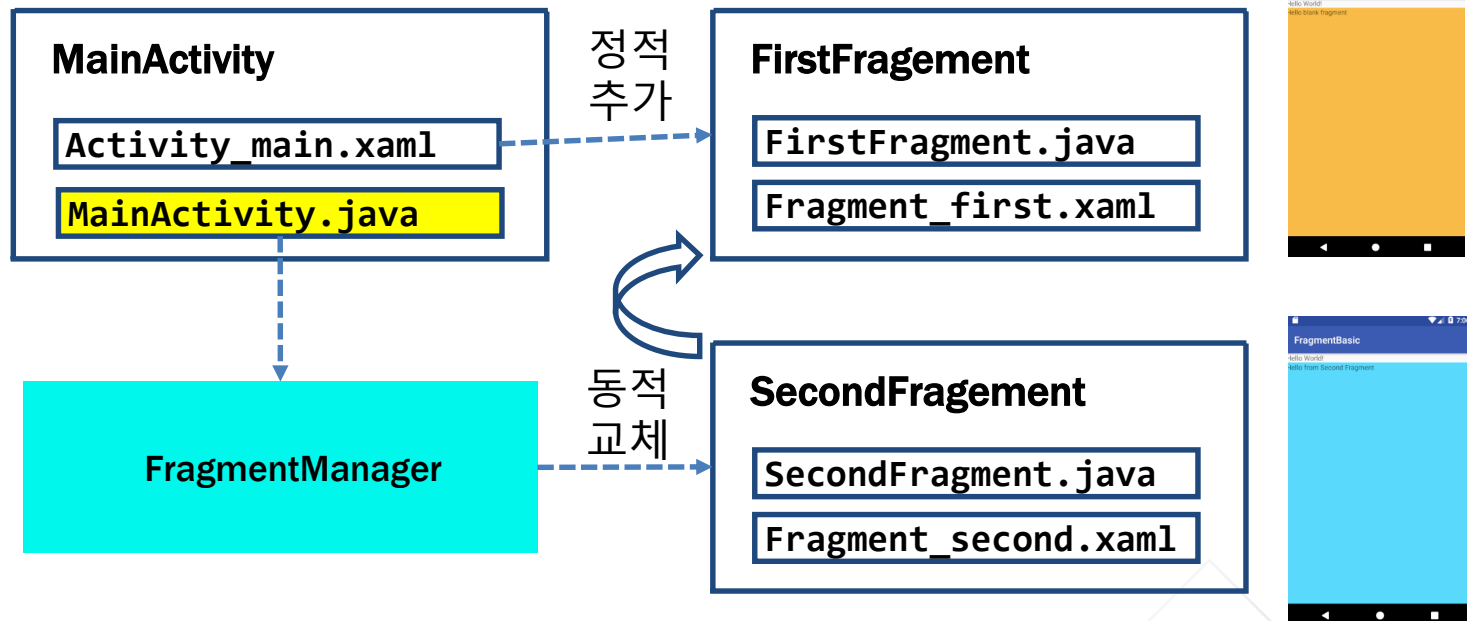 MainActivity
Activity_main.xaml
MainActivity.java
정적
추가
FirstFragement
FirstFragment.java
Fragment_first.xaml
Hello World!
Hello blank fragment
FragmentManager
동적
교체
SecondFragement
SecondFragment.java
Fragment_second.xaml
FragmentBasic
Hello World!
Hello from Second Fragment